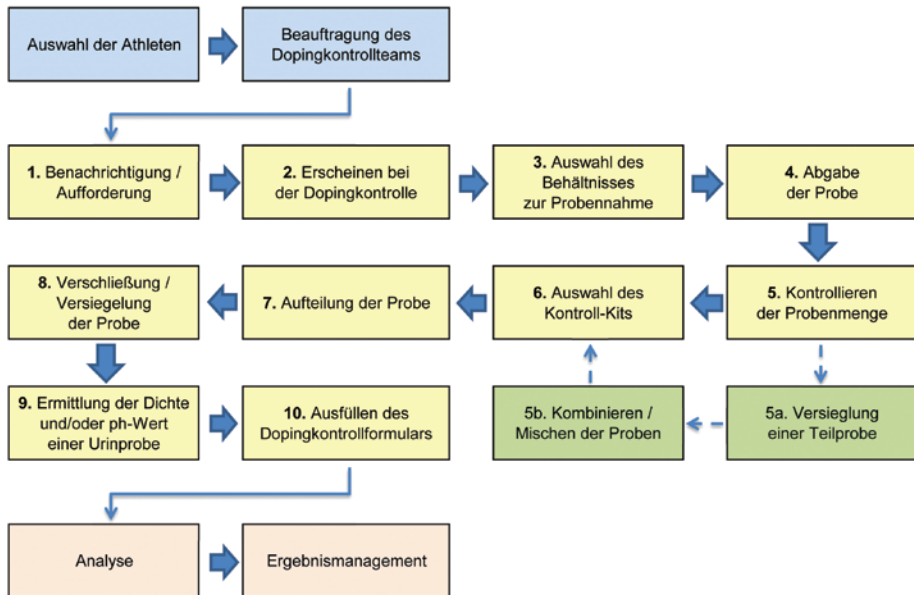 Auswahl der Athleten
Beauftragung des
Dopingkontrollteams
1. Benachrichtigung /
Aufforderung
2. Erscheinen bei
der Dopingkontrolle
3. Auswahl des
Behältnisses
zur Probennahme
4. Abgabe
der Probe
8. Verschließung /
Versiegelung
der Probe
7. Aufteilung der Probe
6. Auswahl des
Kontroll-Kits
5. Kontrollieren
der Probenmenge
9. Ermittlung der Dichte
und/oder ph-Wert
einer Urinprobe
10. Ausfüllen des
Dopingkontrollformulars
5b. Kombinieren /
Mischen der Proben
5a. Versieglung
einer Teilprobe
Analyse
Ergebnismanagement